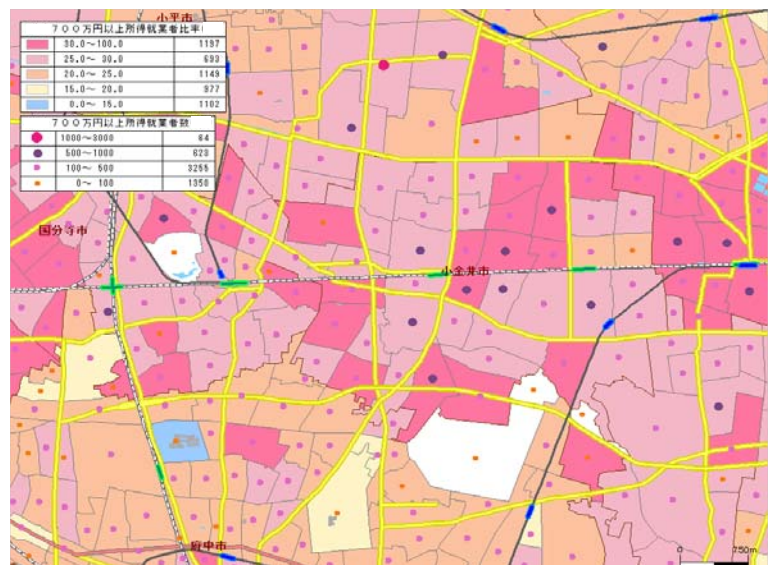 小平市
７００万円以上所得就業者比率
30.0～100.0 1197
25.0～ 30.0 693
20.0～ 25.0 1149
15.0～ 20.0 977
0.0～ 15.0 1102
７００万円以上所得就業者数
1000～3000 64
500～1000 623
100～ 500 3255
0～ 100 1350
国分寺市
小金井市
府中市
0 750m